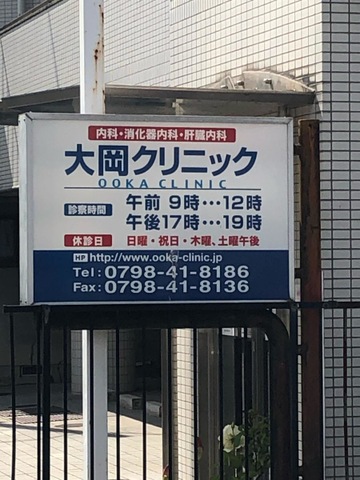 内科・消化器内科・肝臓内科
大岡クリニック
OOKA CLINIC
診察時間 午前 9時…12時
午後17時…19時
休診日 日曜・祝日・木曜、土曜午後
HP http://www.ooka-clinic.jp
Tel:0798-41-8186
Fax:0798-41-8136